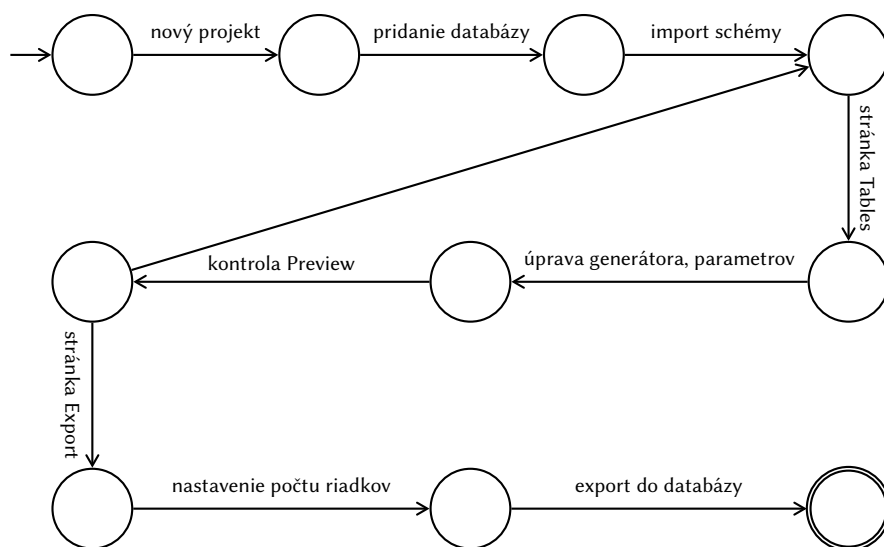 nový projekt
pridanie databázy
import schémy
stránka Tables
kontrola Preview
úprava generátora, parametrov
stránka Export
nastavenie počtu riadkov
export do databázy